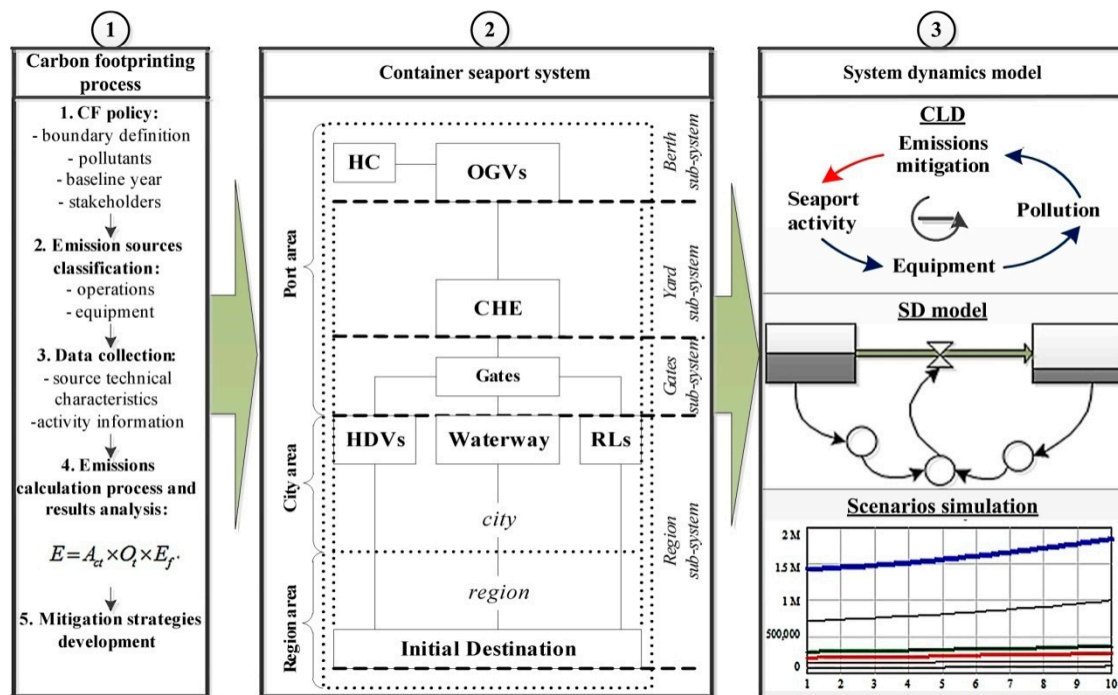 1
Carbon footprinting
process
1. CF policy:
- boundary definition
- pollutants
- baseline year
- stakeholders
2. Emission sources
classification:
- operations
- equipment
3. Data collection:
- source technical
characteristics
-activity information
4. Emissions
calculation process and
results analysis:
E=A_ct×O_t×E_f.
5. Mitigation strategies
development
2
Container seaport system
Port area
City area
Region area
HC
OGVs
CHE
Gates
HDVs
Waterway
RLs
city
region
Initial Destination
Berth
sub-system
Yard
sub-system
Gates
sub-system
Region
sub-system
3
System dynamics model
CLD
Emissions
mitigation
Seaport
activity
Pollution
Equipment
SD model
Scenarios simulation
2 M
1.5 M
1 M
500,000
0
1 2 3 4 5 6 7 8 9 10